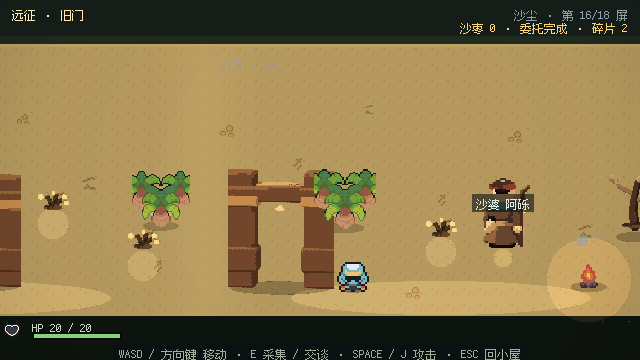 远征 · 旧门
沙尘 · 第 16/18 屏
沙枣 0 · 委托完成 · 碎片 2
沙婆 阿砾
HP 20 / 20
WASD / 方向键 移动 · E 采集 / 交谈 · SPACE / J 攻击 · ESC 回小屋